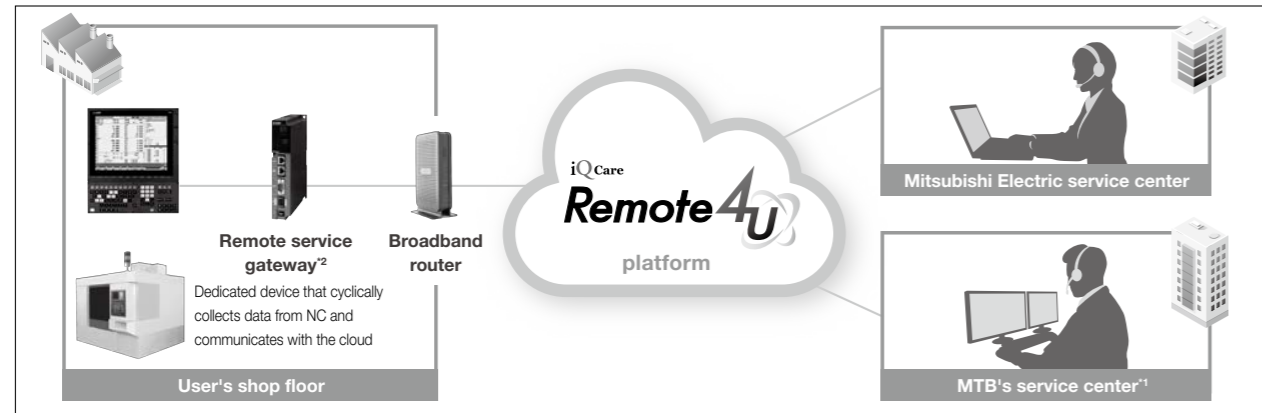 Remote service
gateway*2
Dedicated device that cyclically
collects data from NC and
communicates with the cloud
Broadband
router
User's shop floor
iQ Care
Remote4U
platform
Mitsubishi Electric service center
MTB's service center*1